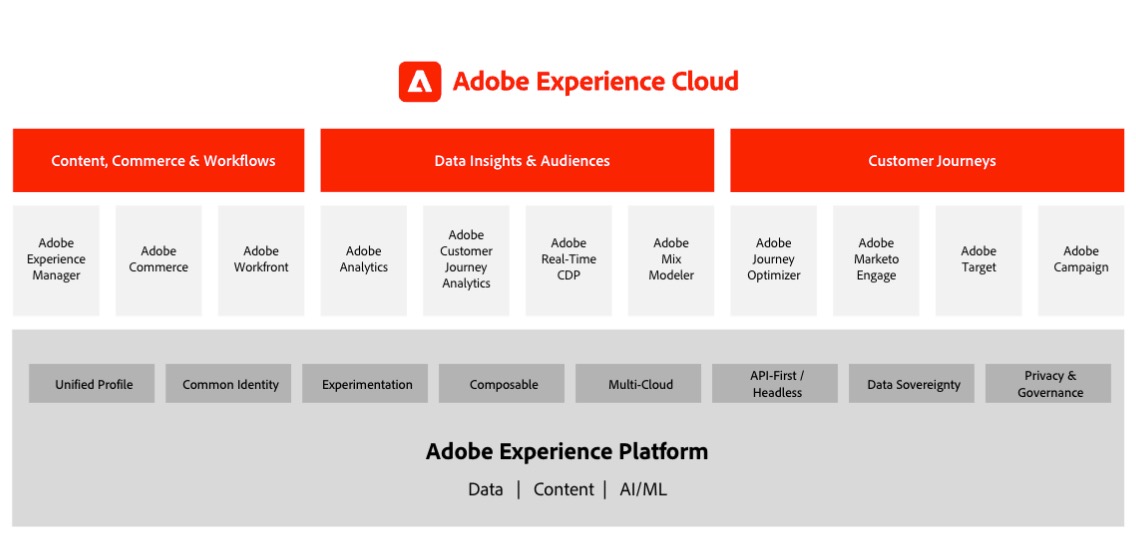 Adobe Experience Cloud
Content, Commerce & Workflows
Data Insights & Audiences
Customer Journeys
Adobe
Experience
Manager
Adobe
Commerce
Adobe
Workfront
Adobe
Analytics
Adobe
Customer
Journey
Analytics
Adobe
Real-Time
CDP
Adobe
Mix
Modeler
Adobe
Journey
Optimizer
Adobe
Marketo
Engage
Adobe
Target
Adobe
Campaign
Unified Profile
Common Identity
Experimentation
Composable
Multi-Cloud
API-First /
Headless
Data Sovereignty
Privacy &
Governance
Adobe Experience Platform
Data | Content | AI/ML